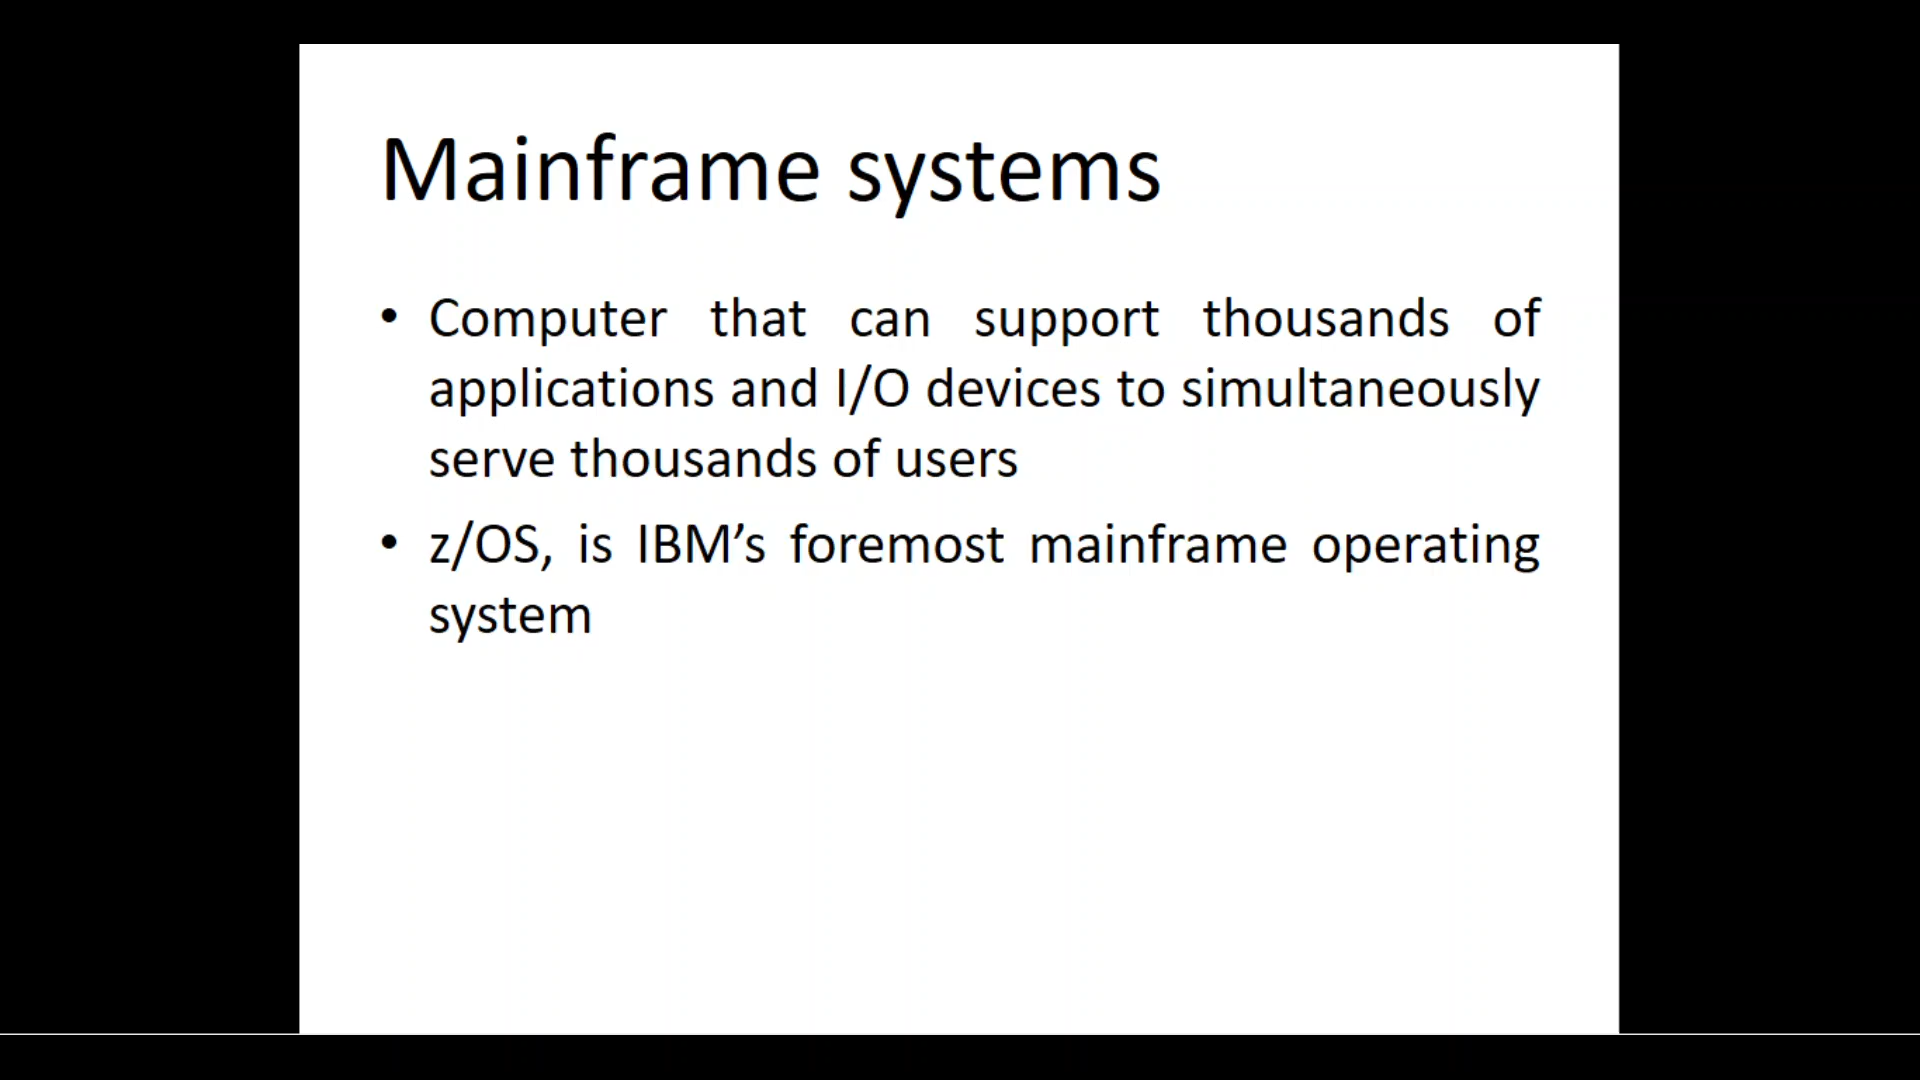 Mainframe systems
• Computer that can support thousands of
applications and I/O devices to simultaneously
serve thousands of users
• z/OS, is IBM’s foremost mainframe operating
system